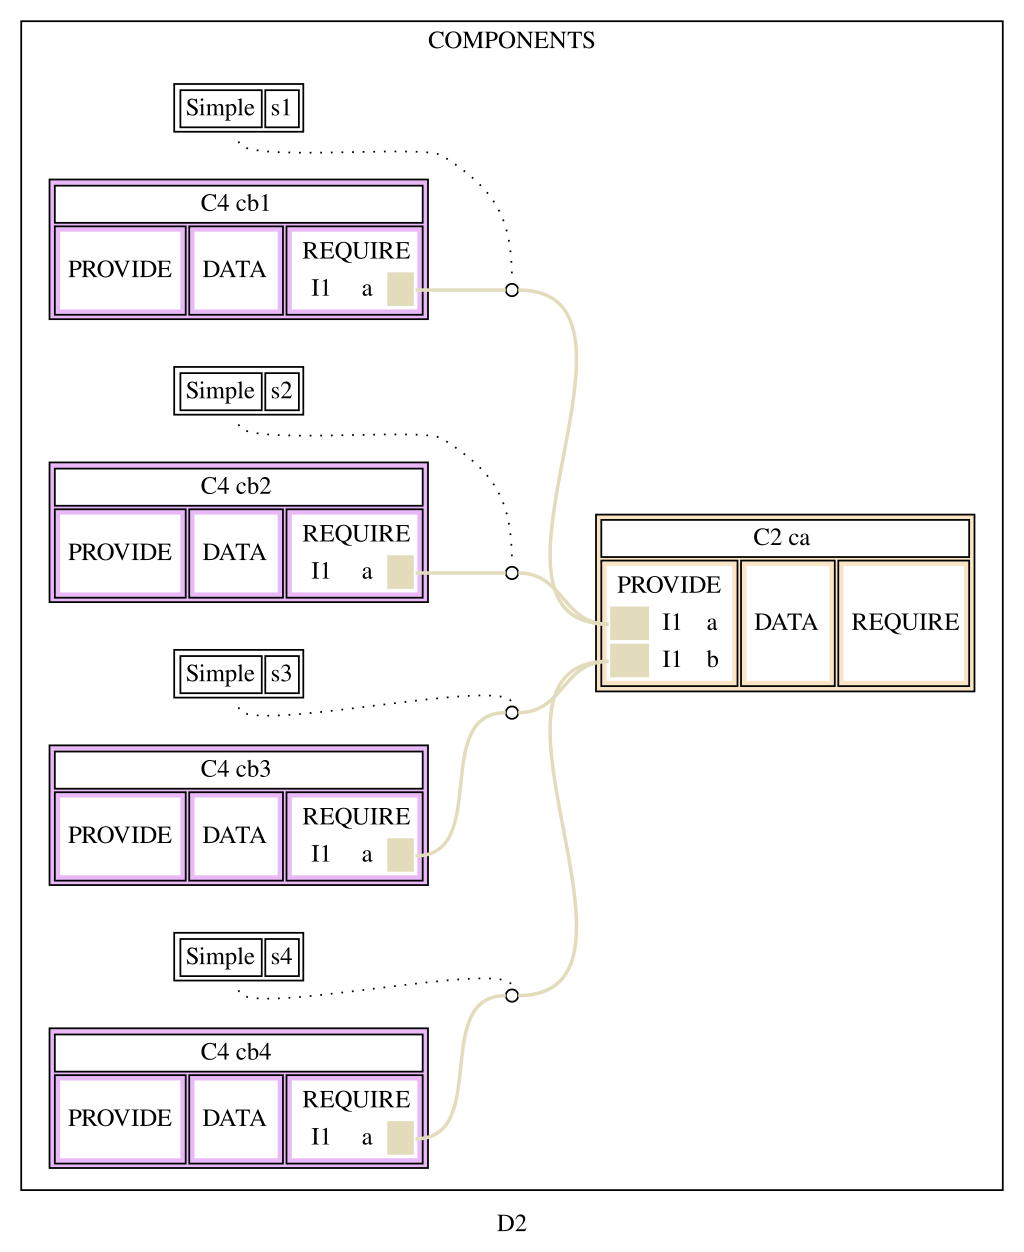 COMPONENTS
Simple s1
C4 cb1
PROVIDE DATA REQUIRE
I1 a
Simple s2
C4 cb2
PROVIDE DATA REQUIRE
I1 a
C2 ca
PROVIDE DATA REQUIRE
I1 a
I1 b
Simple s3
C4 cb3
PROVIDE DATA REQUIRE
I1 a
Simple s4
C4 cb4
PROVIDE DATA REQUIRE
I1 a
D2